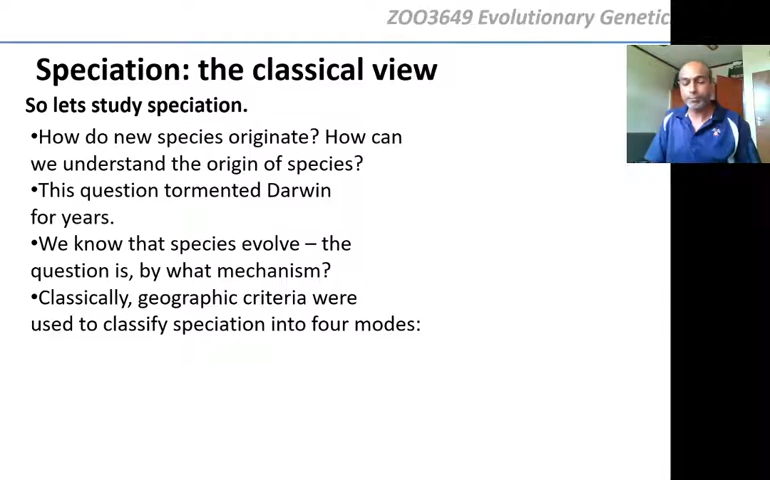 ZOO3649 Evolutionary Genetic
Speciation: the classical view
So lets study speciation.
•How do new species originate? How can
we understand the origin of species?
•This question tormented Darwin
for years.
•We know that species evolve – the
question is, by what mechanism?
•Classically, geographic criteria were
used to classify speciation into four modes: